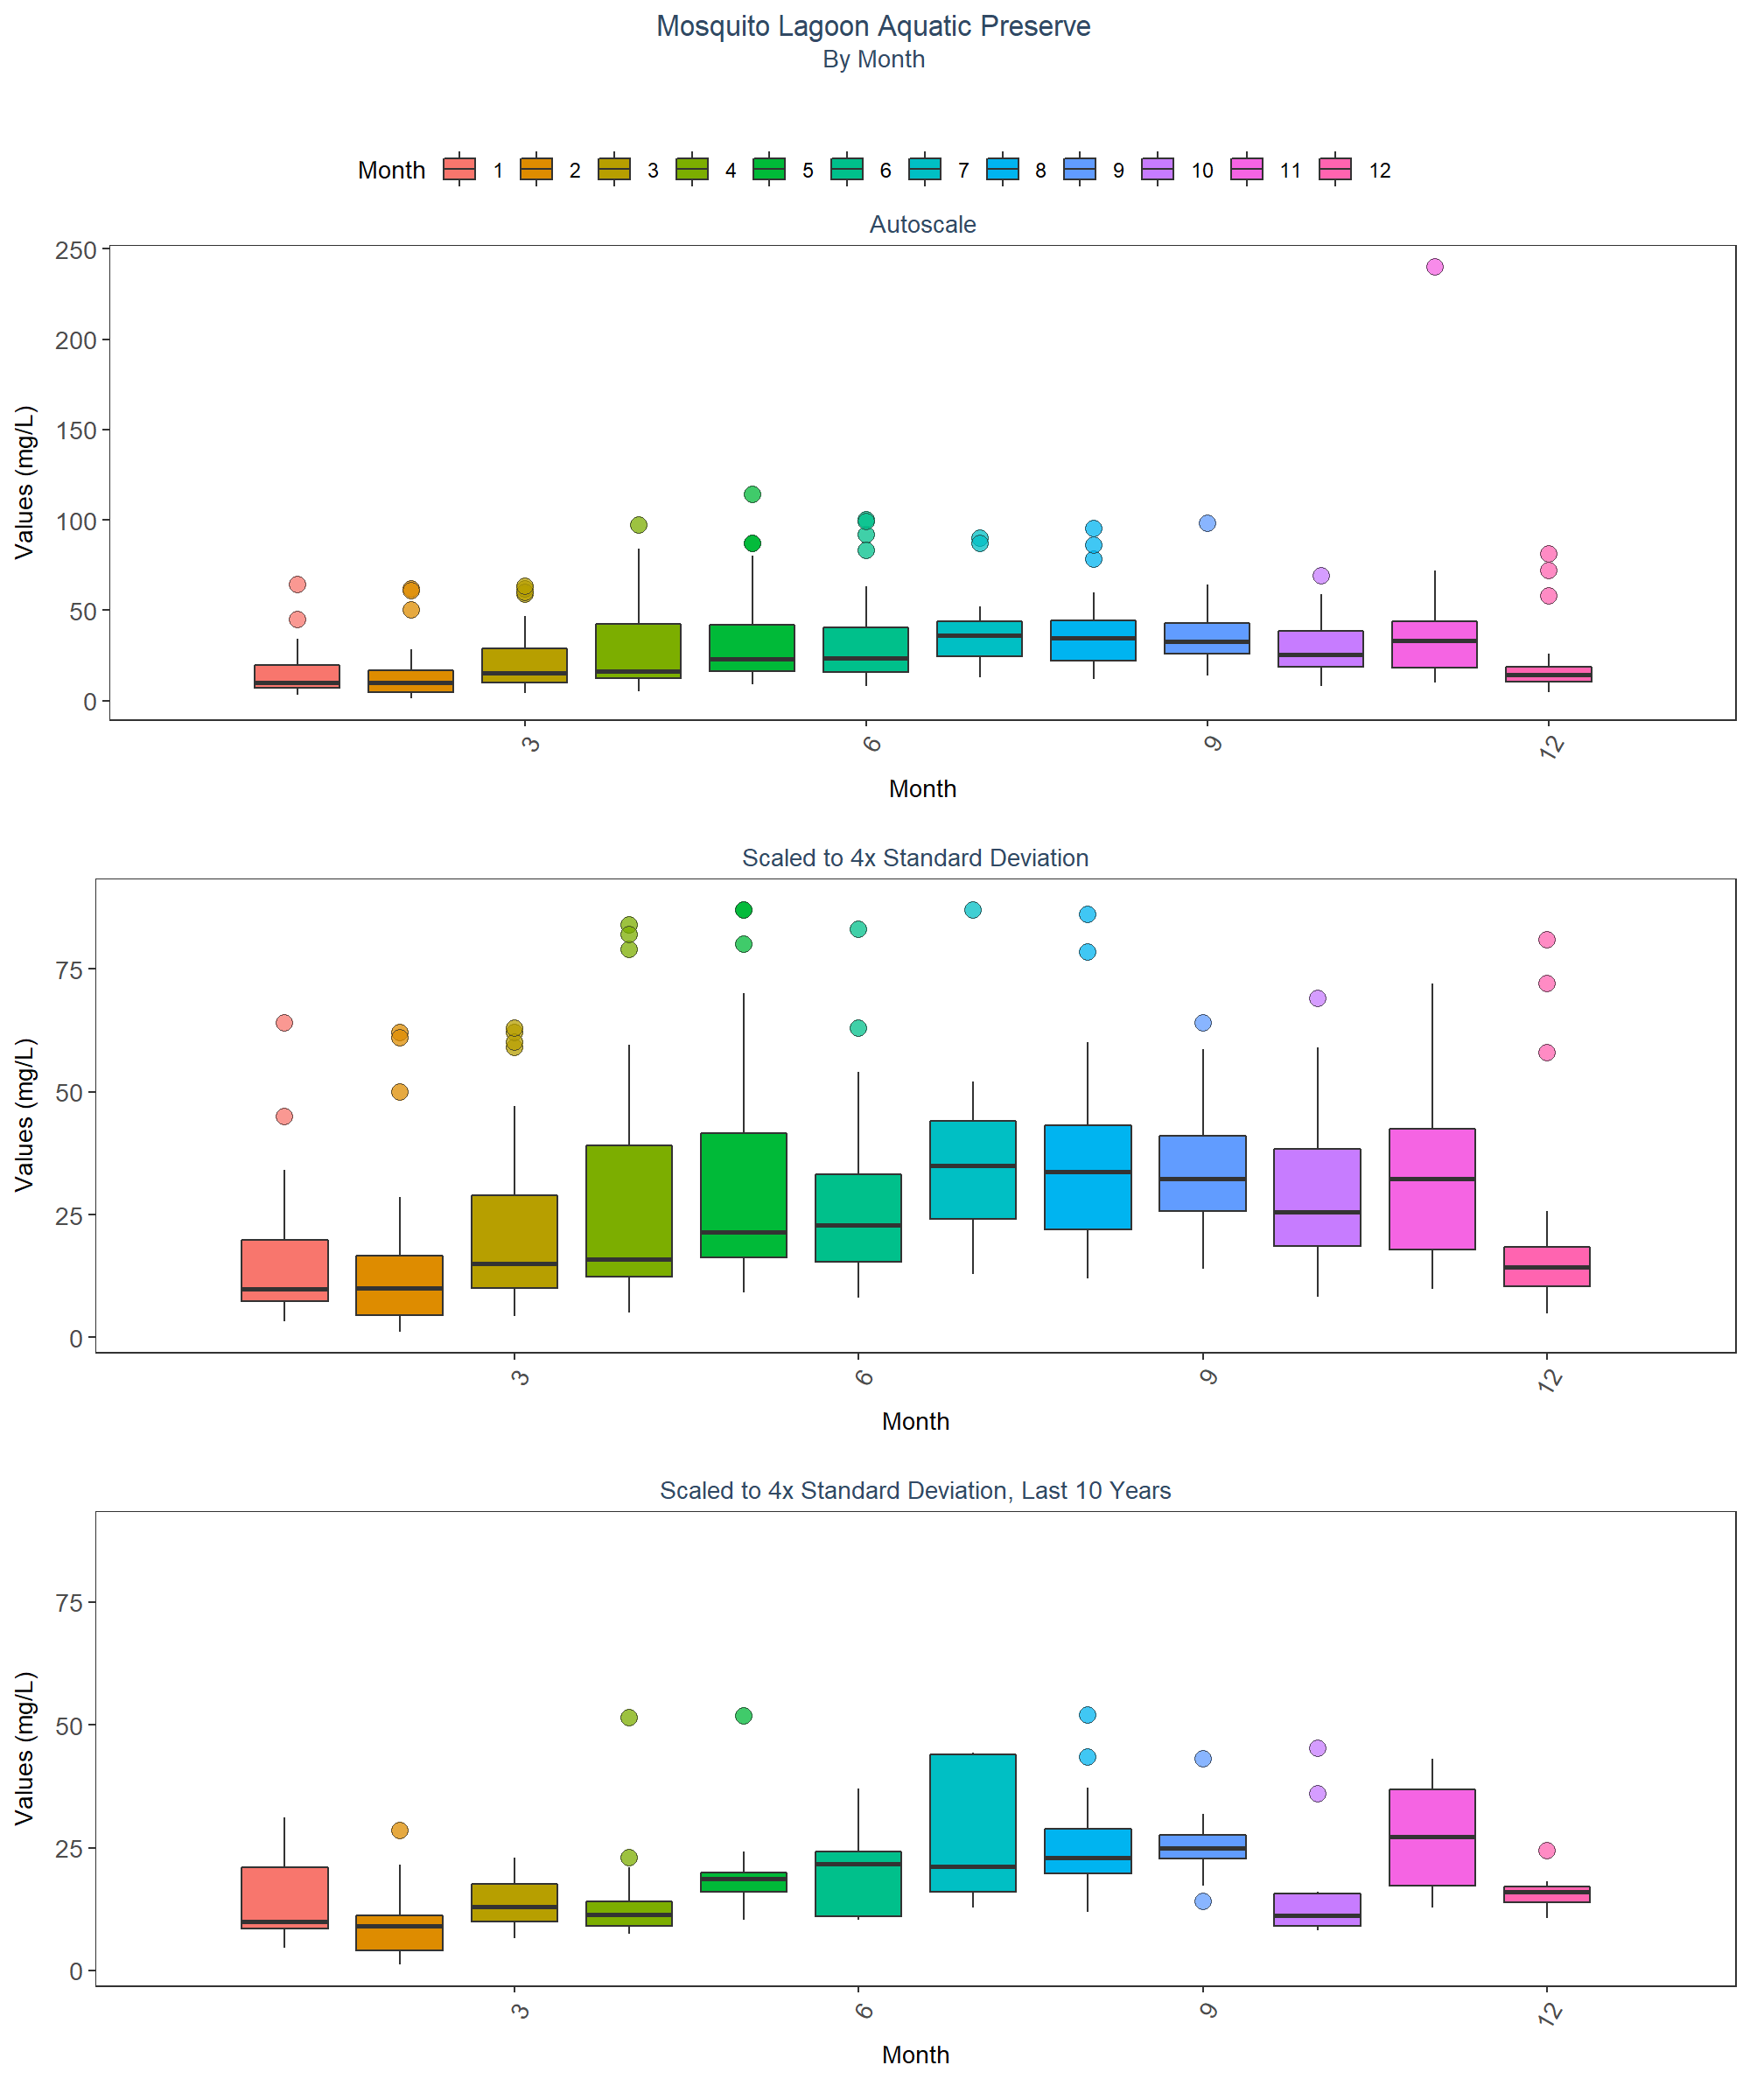 Mosquito Lagoon Aquatic Preserve
By Month
Month 1 2 3 4 5 6 7 8 9 10 11 12
Autoscale
250
200
150
100
50
0
Values (mg/L)
3 6 9 12
Month
Scaled to 4x Standard Deviation
75
50
25
0
Values (mg/L)
3 6 9 12
Month
Scaled to 4x Standard Deviation, Last 10 Years
75
50
25
0
Values (mg/L)
3 6 9 12
Month